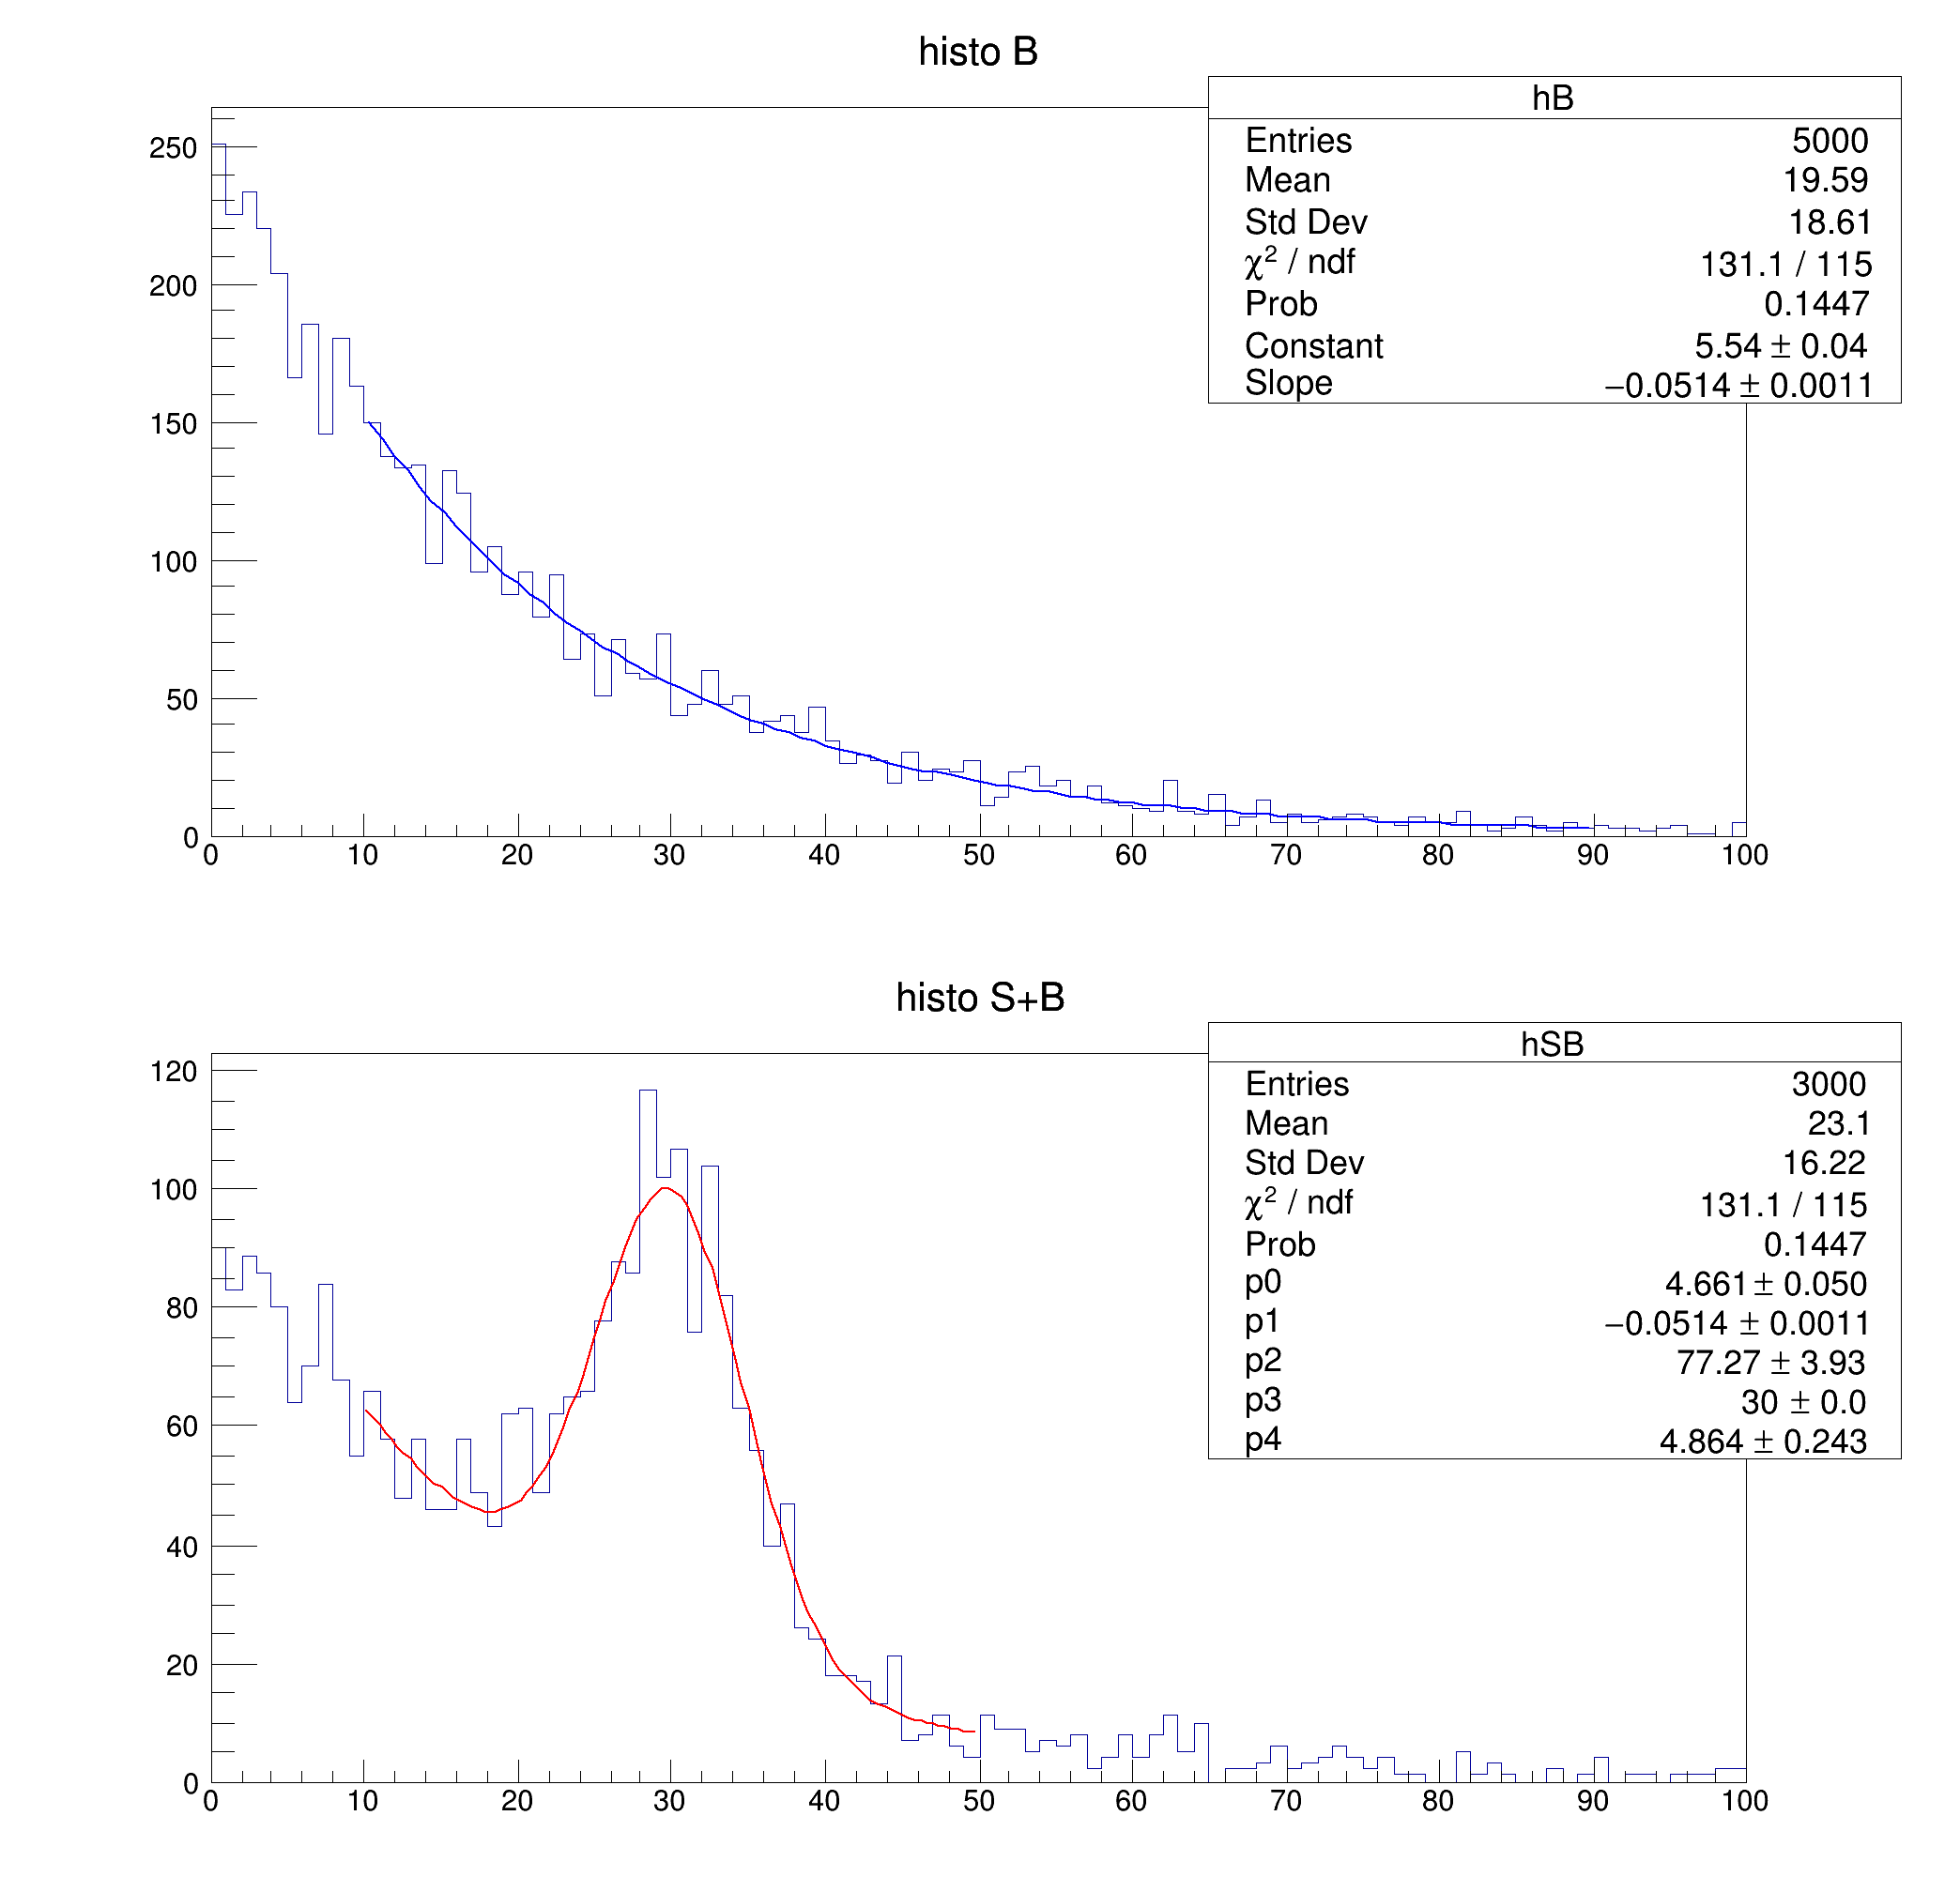 histo B
hB
Entries 5000
Mean 19.59
Std Dev 18.61
χ² / ndf 131.1 / 115
Prob 0.1447
Constant 5.54 ± 0.04
Slope −0.0514 ± 0.0011
250
200
150
100
50
0
0 10 20 30 40 50 60 70 80 90 100
histo S+B
hSB
Entries 3000
Mean 23.1
Std Dev 16.22
χ² / ndf 131.1 / 115
Prob 0.1447
p0 4.661 ± 0.050
p1 −0.0514 ± 0.0011
p2 77.27 ± 3.93
p3 30 ± 0.0
p4 4.864 ± 0.243
120
100
80
60
40
20
0
0 10 20 30 40 50 60 70 80 90 100